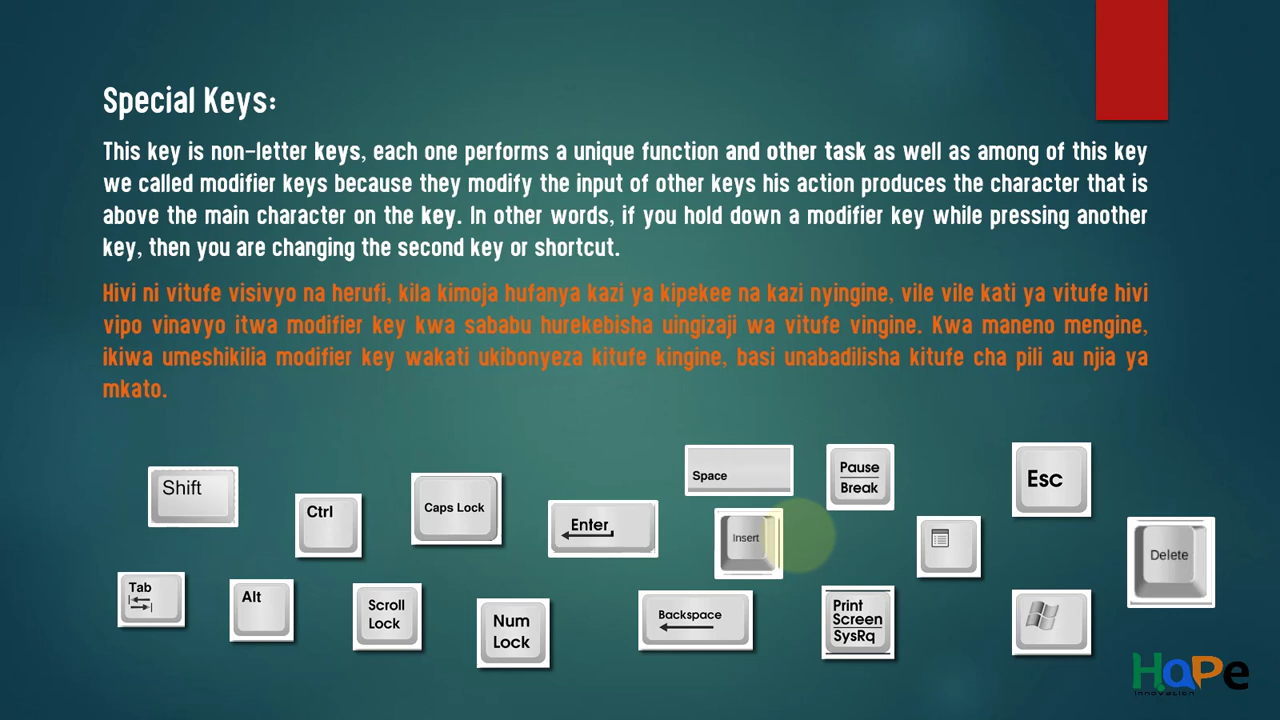 Special Keys:
This key is non-letter keys, each one performs a unique function and other task as well as among of this key
we called modifier keys because they modify the input of other keys his action produces the character that is
above the main character on the key. In other words, if you hold down a modifier key while pressing another
key, then you are changing the second key or shortcut.
Hivi ni vitufe visivyo na herufi, kila kimoja hufanya kazi ya kipekee na kazi nyingine, vile vile kati ya vitufe hivi
vipo vinavyo itwa modifier key kwa sababu hurekebisha uingizaji wa vitufe vingine. Kwa maneno mengine,
ikiwa umeshikilia modifier key wakati ukibonyeza kitufe kingine, basi unabadilisha kitufe cha pili au njia ya
mkato.
Shift
Ctrl
Caps Lock
Enter
Space
Pause
Break
Esc
Insert
Delete
Tab
Alt
Scroll
Lock
Num
Lock
Backspace
Print
Screen
SysRq
HaPe
Innovation